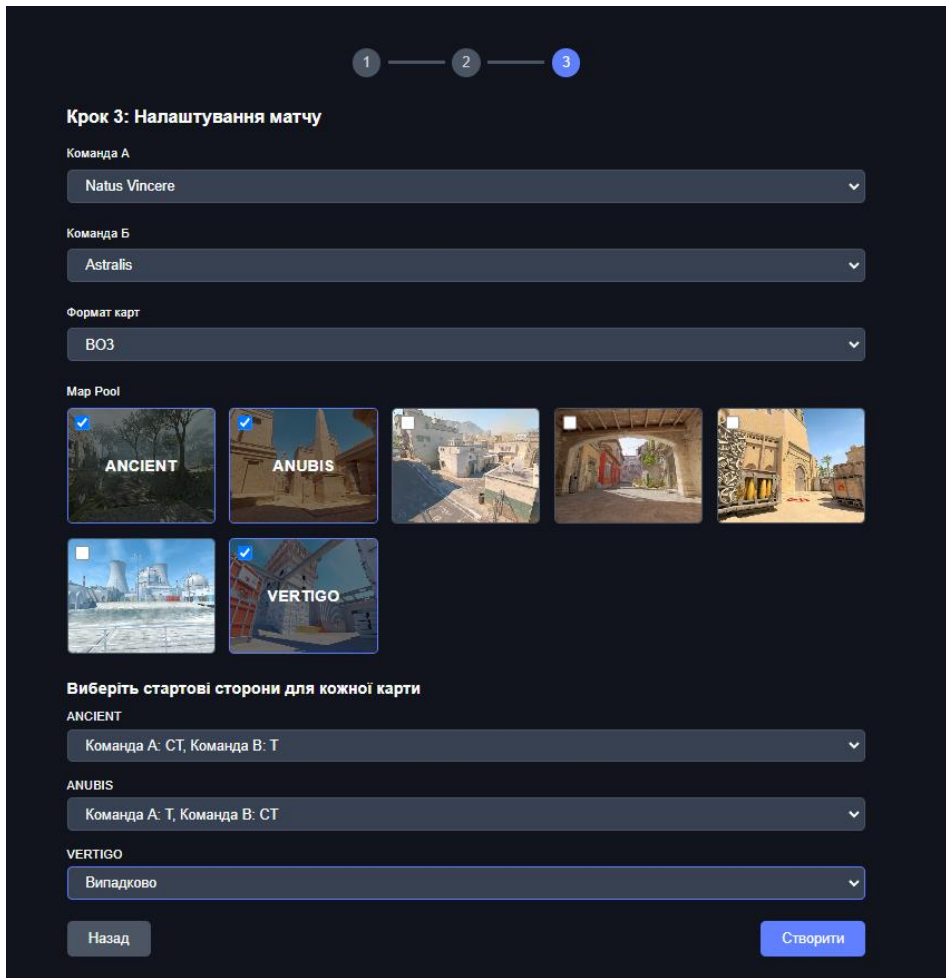 1 2 3
Крок 3: Налаштування матчу
Команда А
Natus Vincere
Команда Б
Astralis
Формат карт
BO3
Map Pool
ANCIENT ANUBIS
VERTIGO
Виберіть стартові сторони для кожної карти
ANCIENT
Команда А: CT, Команда B: T
ANUBIS
Команда А: T, Команда B: CT
VERTIGO
Випадково
Назад Створити